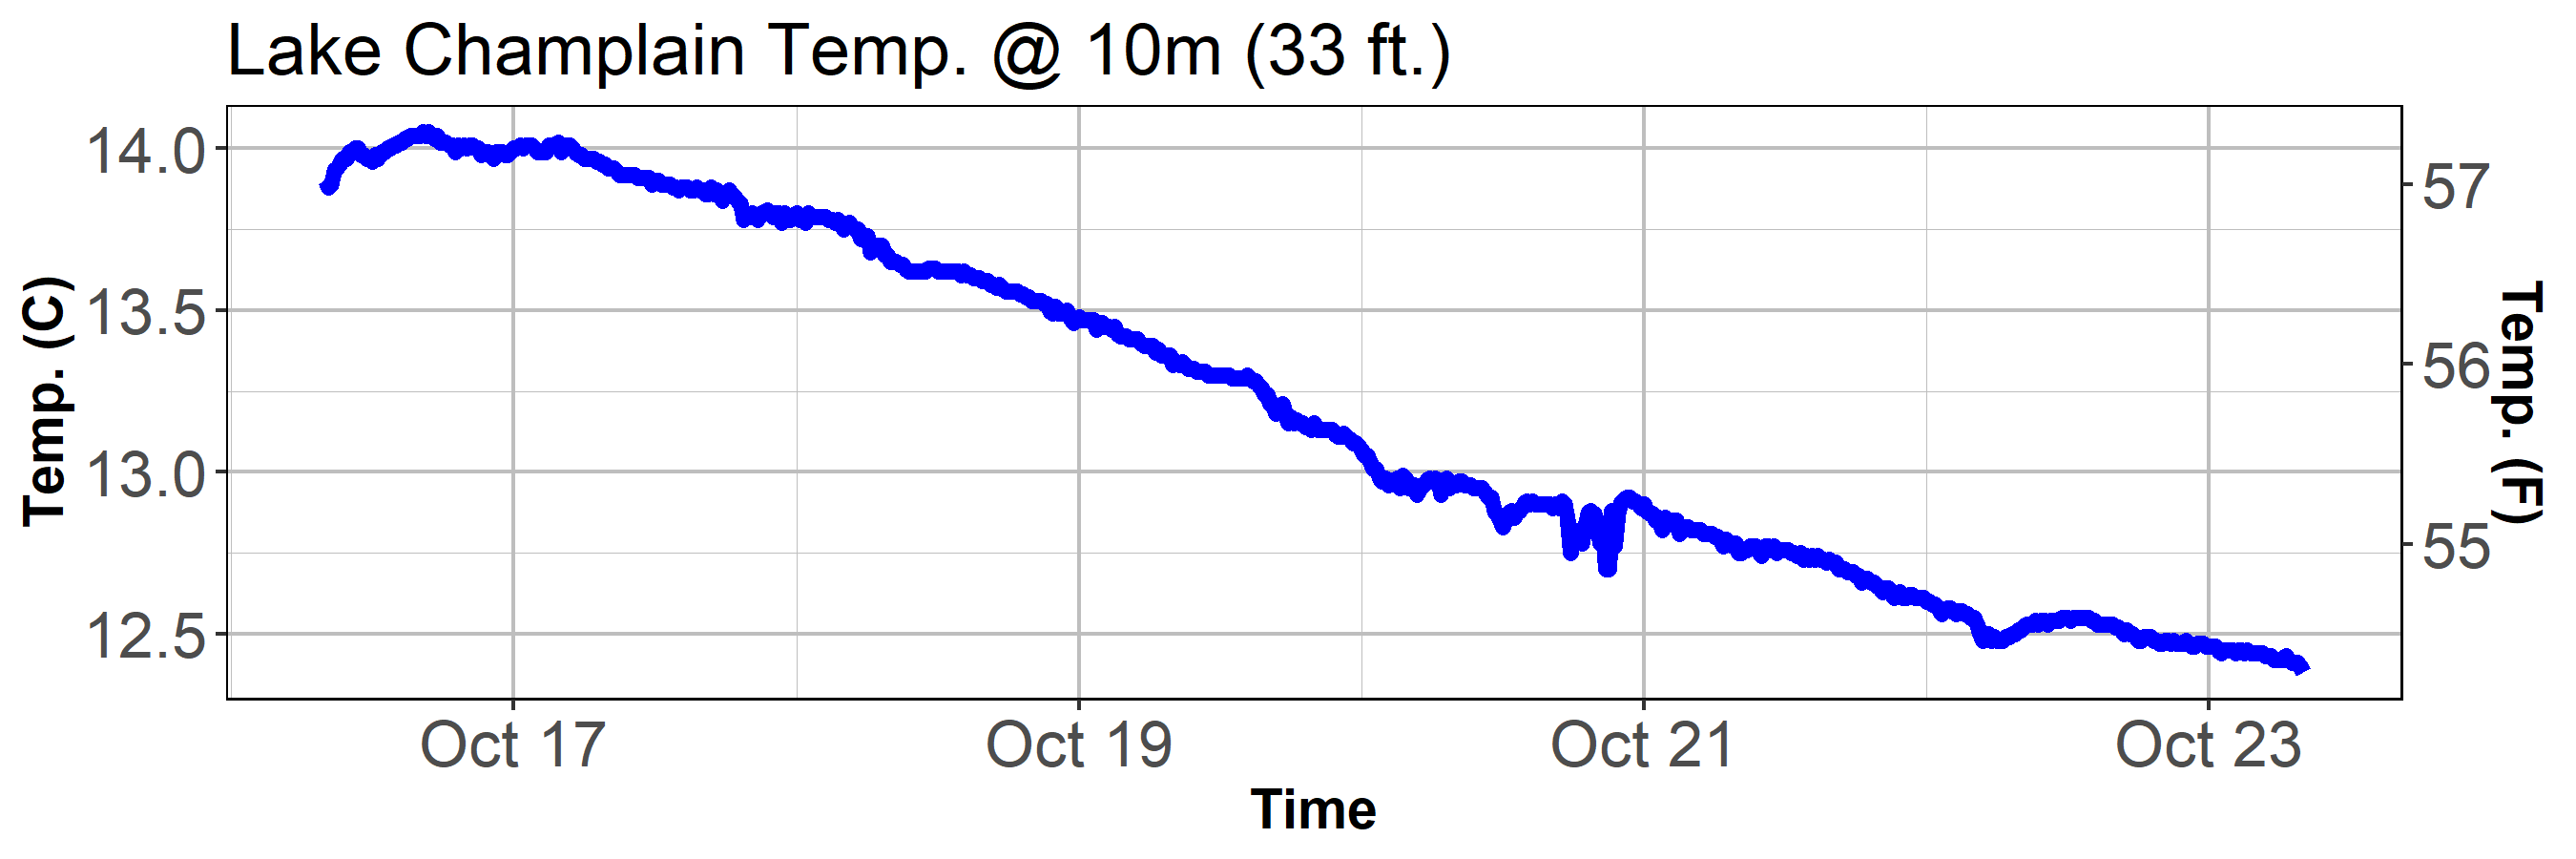 Lake Champlain Temp. @ 10m (33 ft.)
14.0
13.5
13.0
12.5
Temp. (C)
57
56
55
Temp. (F)
Oct 17
Oct 19
Oct 21
Oct 23
Time